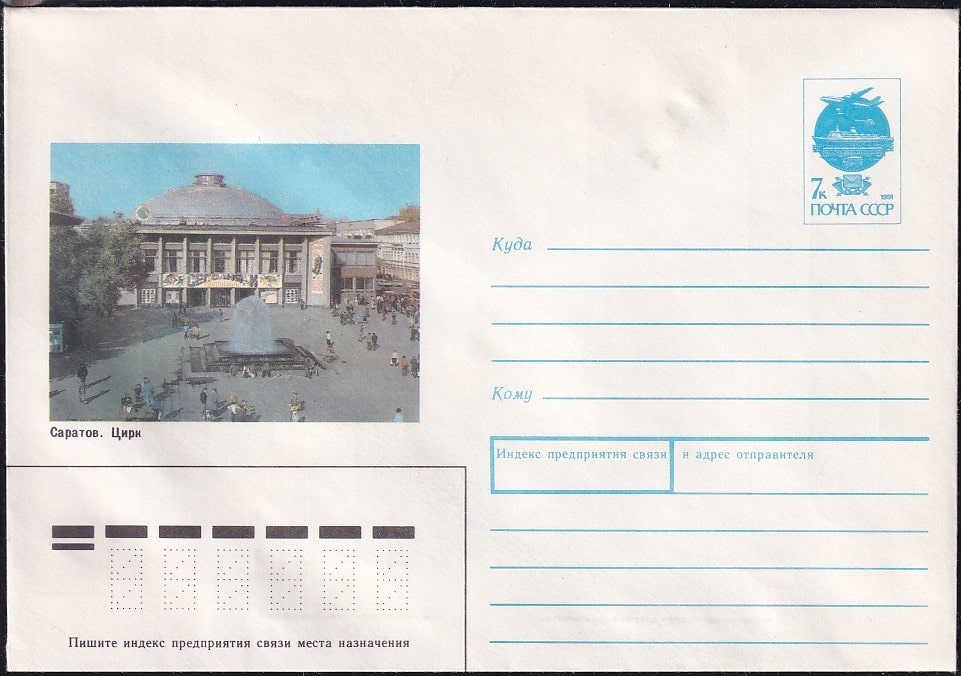 7к
1991
ПОЧТА СССР
Куда
Кому
Индекс предприятия связи и адрес отправителя
Саратов. Цирк
Пишите индекс предприятия связи места назначения